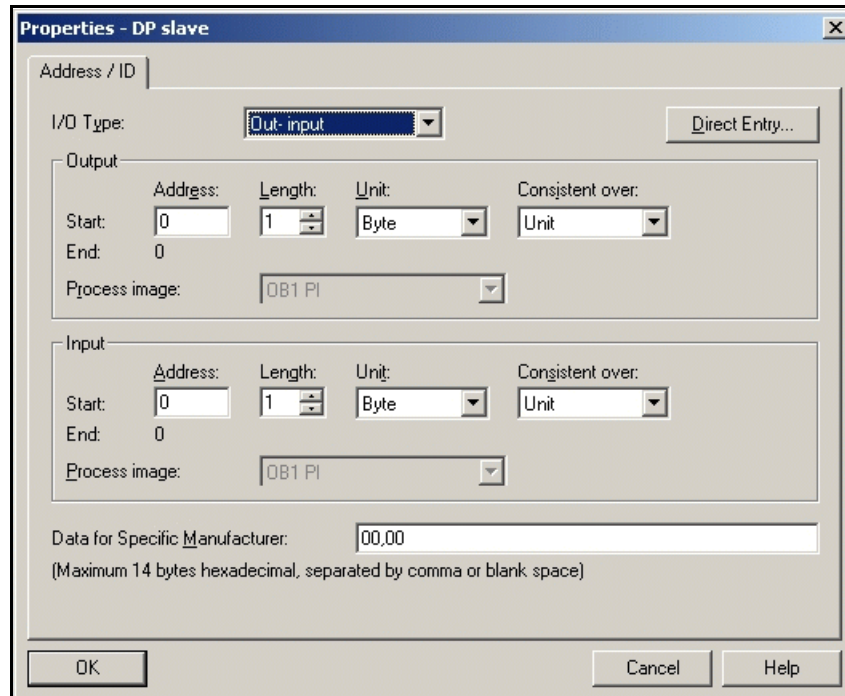 Properties - DP slave
Address / ID
I/O Type: Out- input Direct Entry...
Output
Address: Length: Unit: Consistent over:
Start: 0 1 Byte Unit
End: 0
Process image: OB1 PI
Input
Address: Length: Unit: Consistent over:
Start: 0 1 Byte Unit
End: 0
Process image: OB1 PI
Data for Specific Manufacturer: 00,00
(Maximum 14 bytes hexadecimal, separated by comma or blank space)
OK Cancel Help